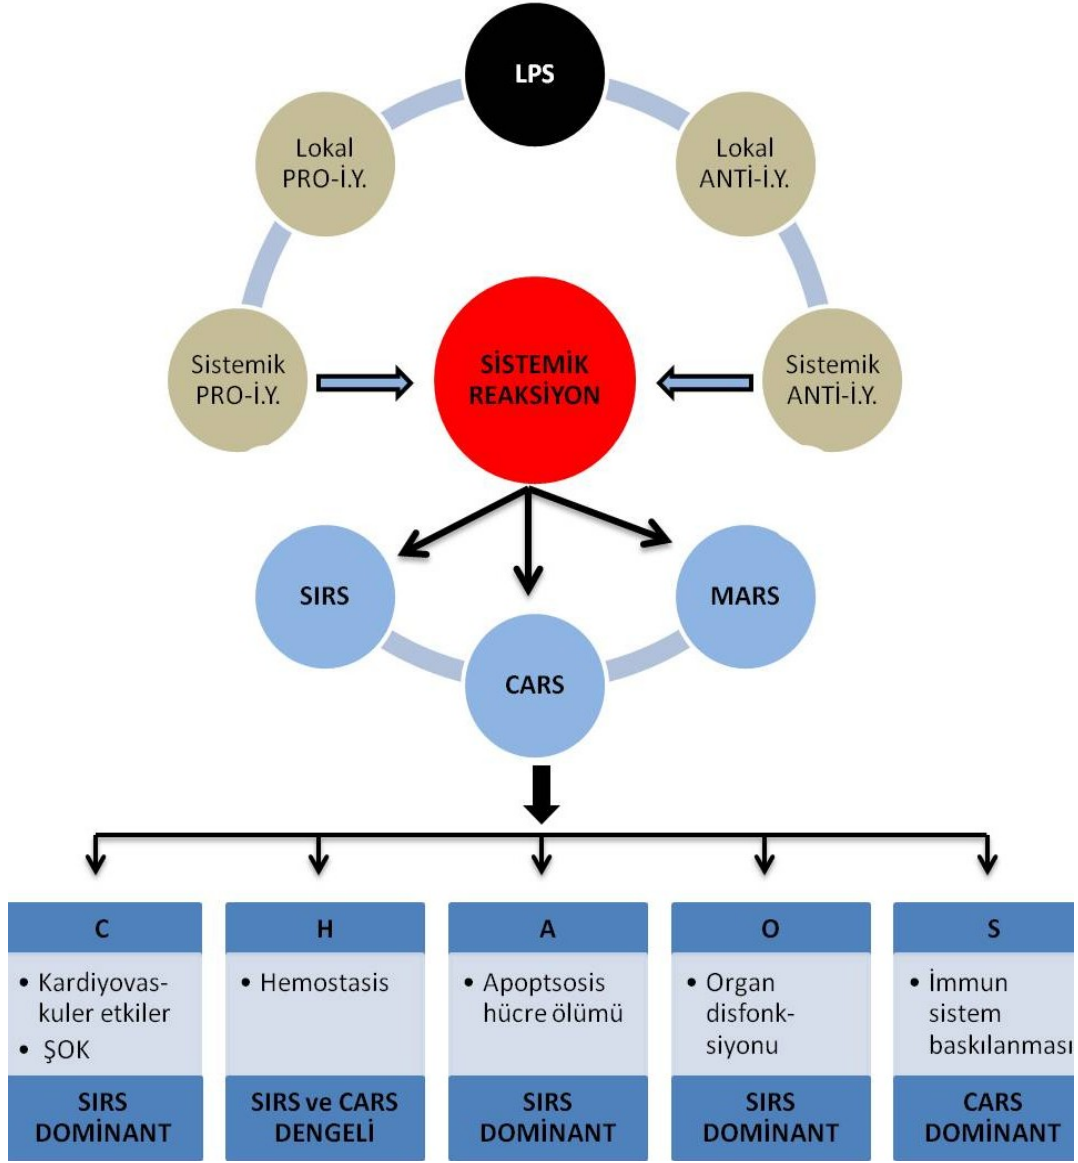 LPS
Lokal
PRO-İ.Y.
Lokal
ANTİ-İ.Y.
Sistemik
PRO-İ.Y.
SİSTEMİK
REAKSİYON
Sistemik
ANTİ-İ.Y.
SIRS
MARS
CARS
C
• Kardiyovas-
kuler etkiler
• ŞOK
SIRS
DOMİNANT
H
• Hemostasis
SIRS ve CARS
DENGELİ
A
• Apoptsosis
hücre ölümü
SIRS
DOMİNANT
O
• Organ
disfonk-
siyonu
SIRS
DOMİNANT
S
• İmmun
sistem
baskılanması
CARS
DOMİNANT